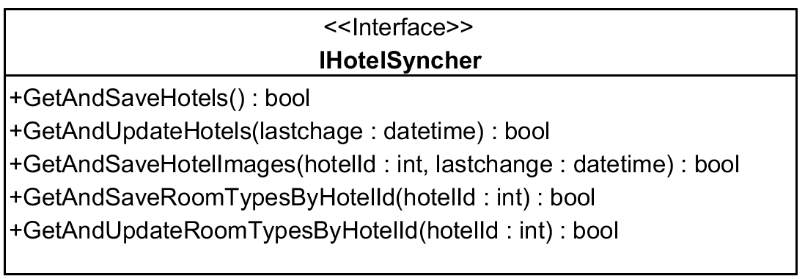 <<Interface>>
IHotelSyncher
+GetAndSaveHotels() : bool
+GetAndUpdateHotels(lastchage : datetime) : bool
+GetAndSaveHotelImages(hotelId : int, lastchange : datetime) : bool
+GetAndSaveRoomTypesByHotelId(hotelId : int) : bool
+GetAndUpdateRoomTypesByHotelId(hotelId : int) : bool